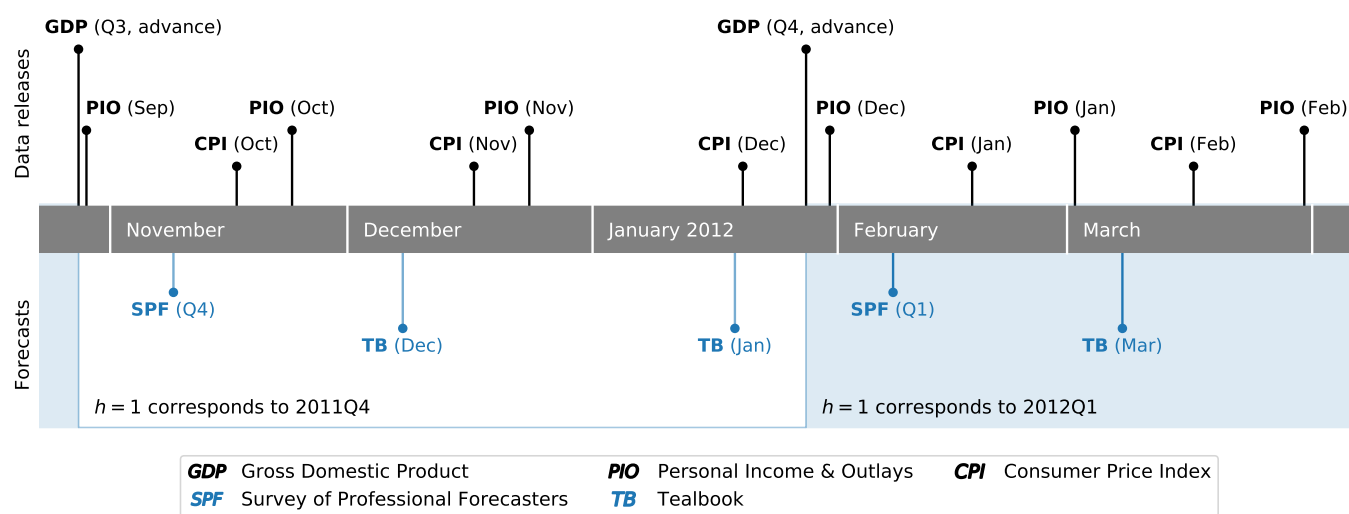 GDP (Q3, advance)
GDP (Q4, advance)
Data releases
PIO (Sep)
PIO (Oct)
PIO (Nov)
PIO (Dec)
PIO (Jan)
PIO (Feb)
CPI (Oct)
CPI (Nov)
CPI (Dec)
CPI (Jan)
CPI (Feb)
November
December
January 2012
February
March
Forecasts
SPF (Q4)
SPF (Q1)
TB (Dec)
TB (Jan)
TB (Mar)
h = 1 corresponds to 2011Q4
h = 1 corresponds to 2012Q1
GDP Gross Domestic Product
PIO Personal Income & Outlays
CPI Consumer Price Index
SPF Survey of Professional Forecasters
TB Tealbook